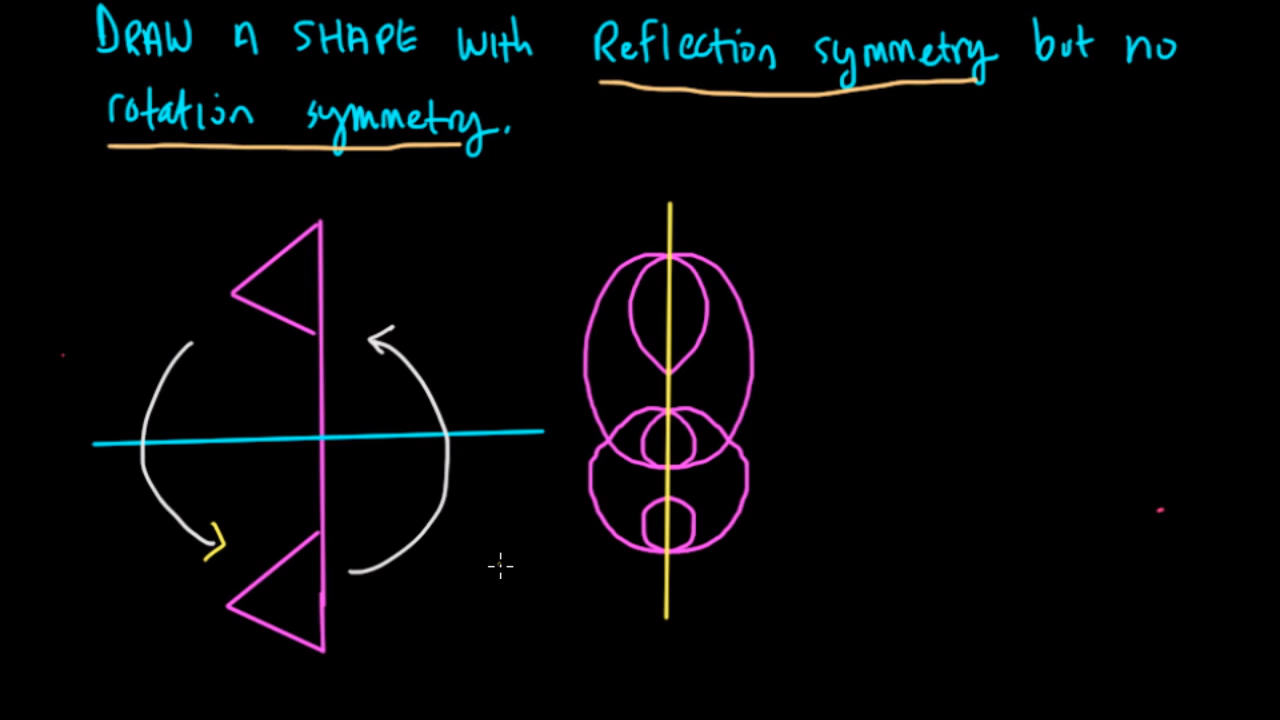 DRAW A SHAPE with Reflection symmetry but no
rotation symmetry.